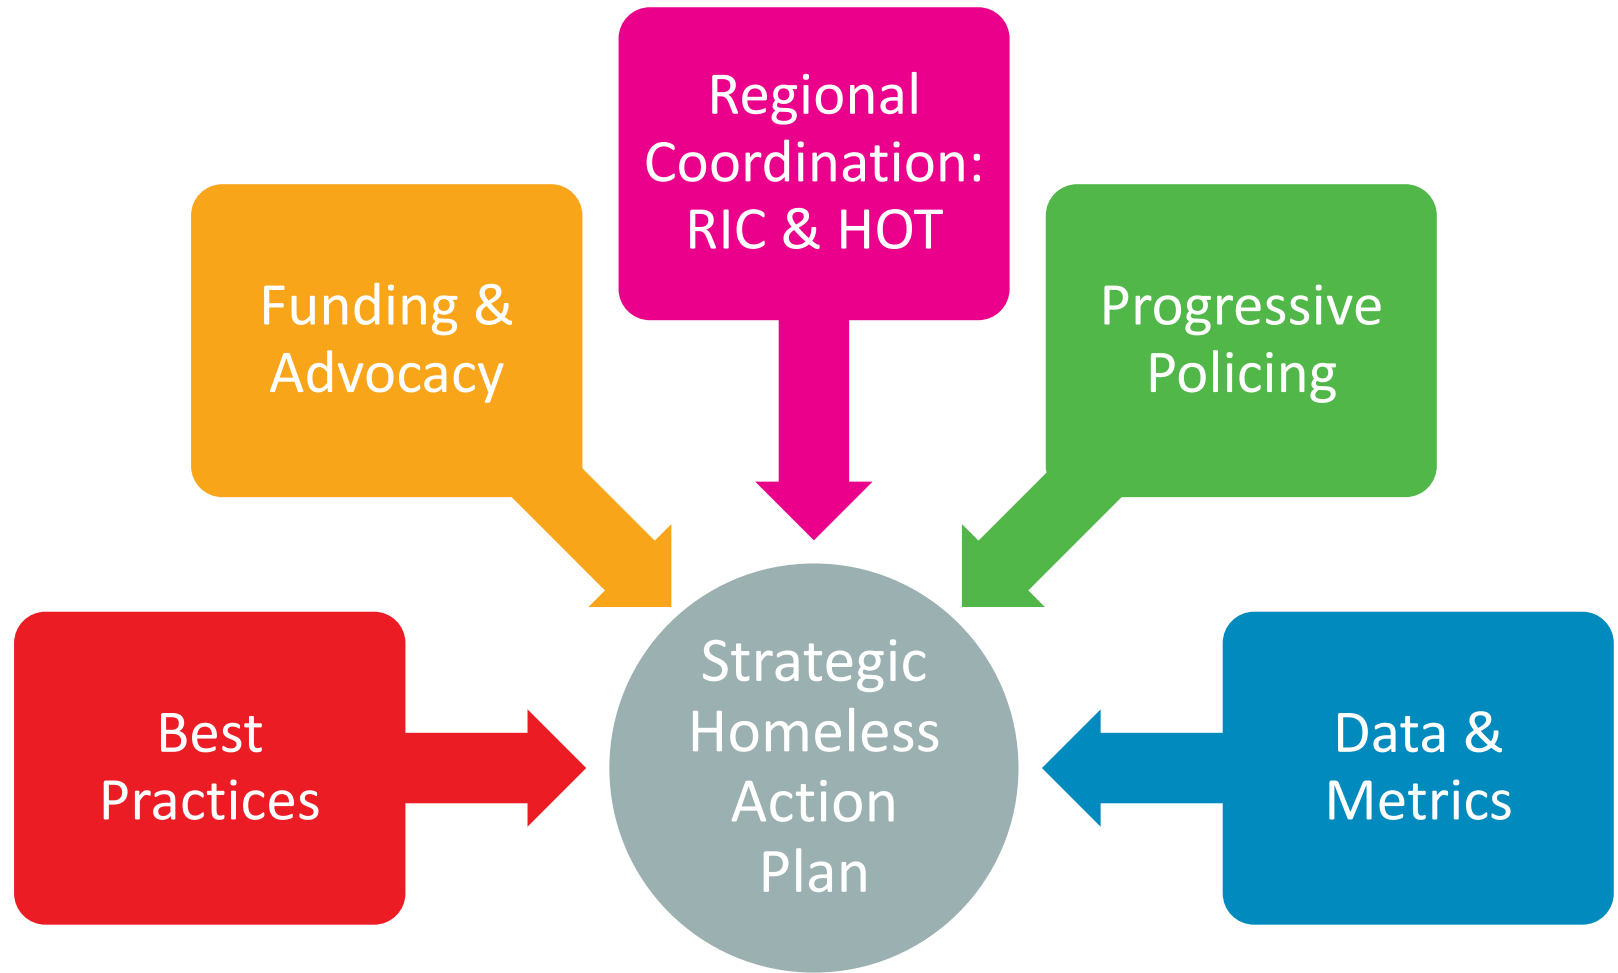 Regional
Coordination:
RIC & HOT
Funding &
Advocacy
Progressive
Policing
Best
Practices
Strategic
Homeless
Action
Plan
Data &
Metrics